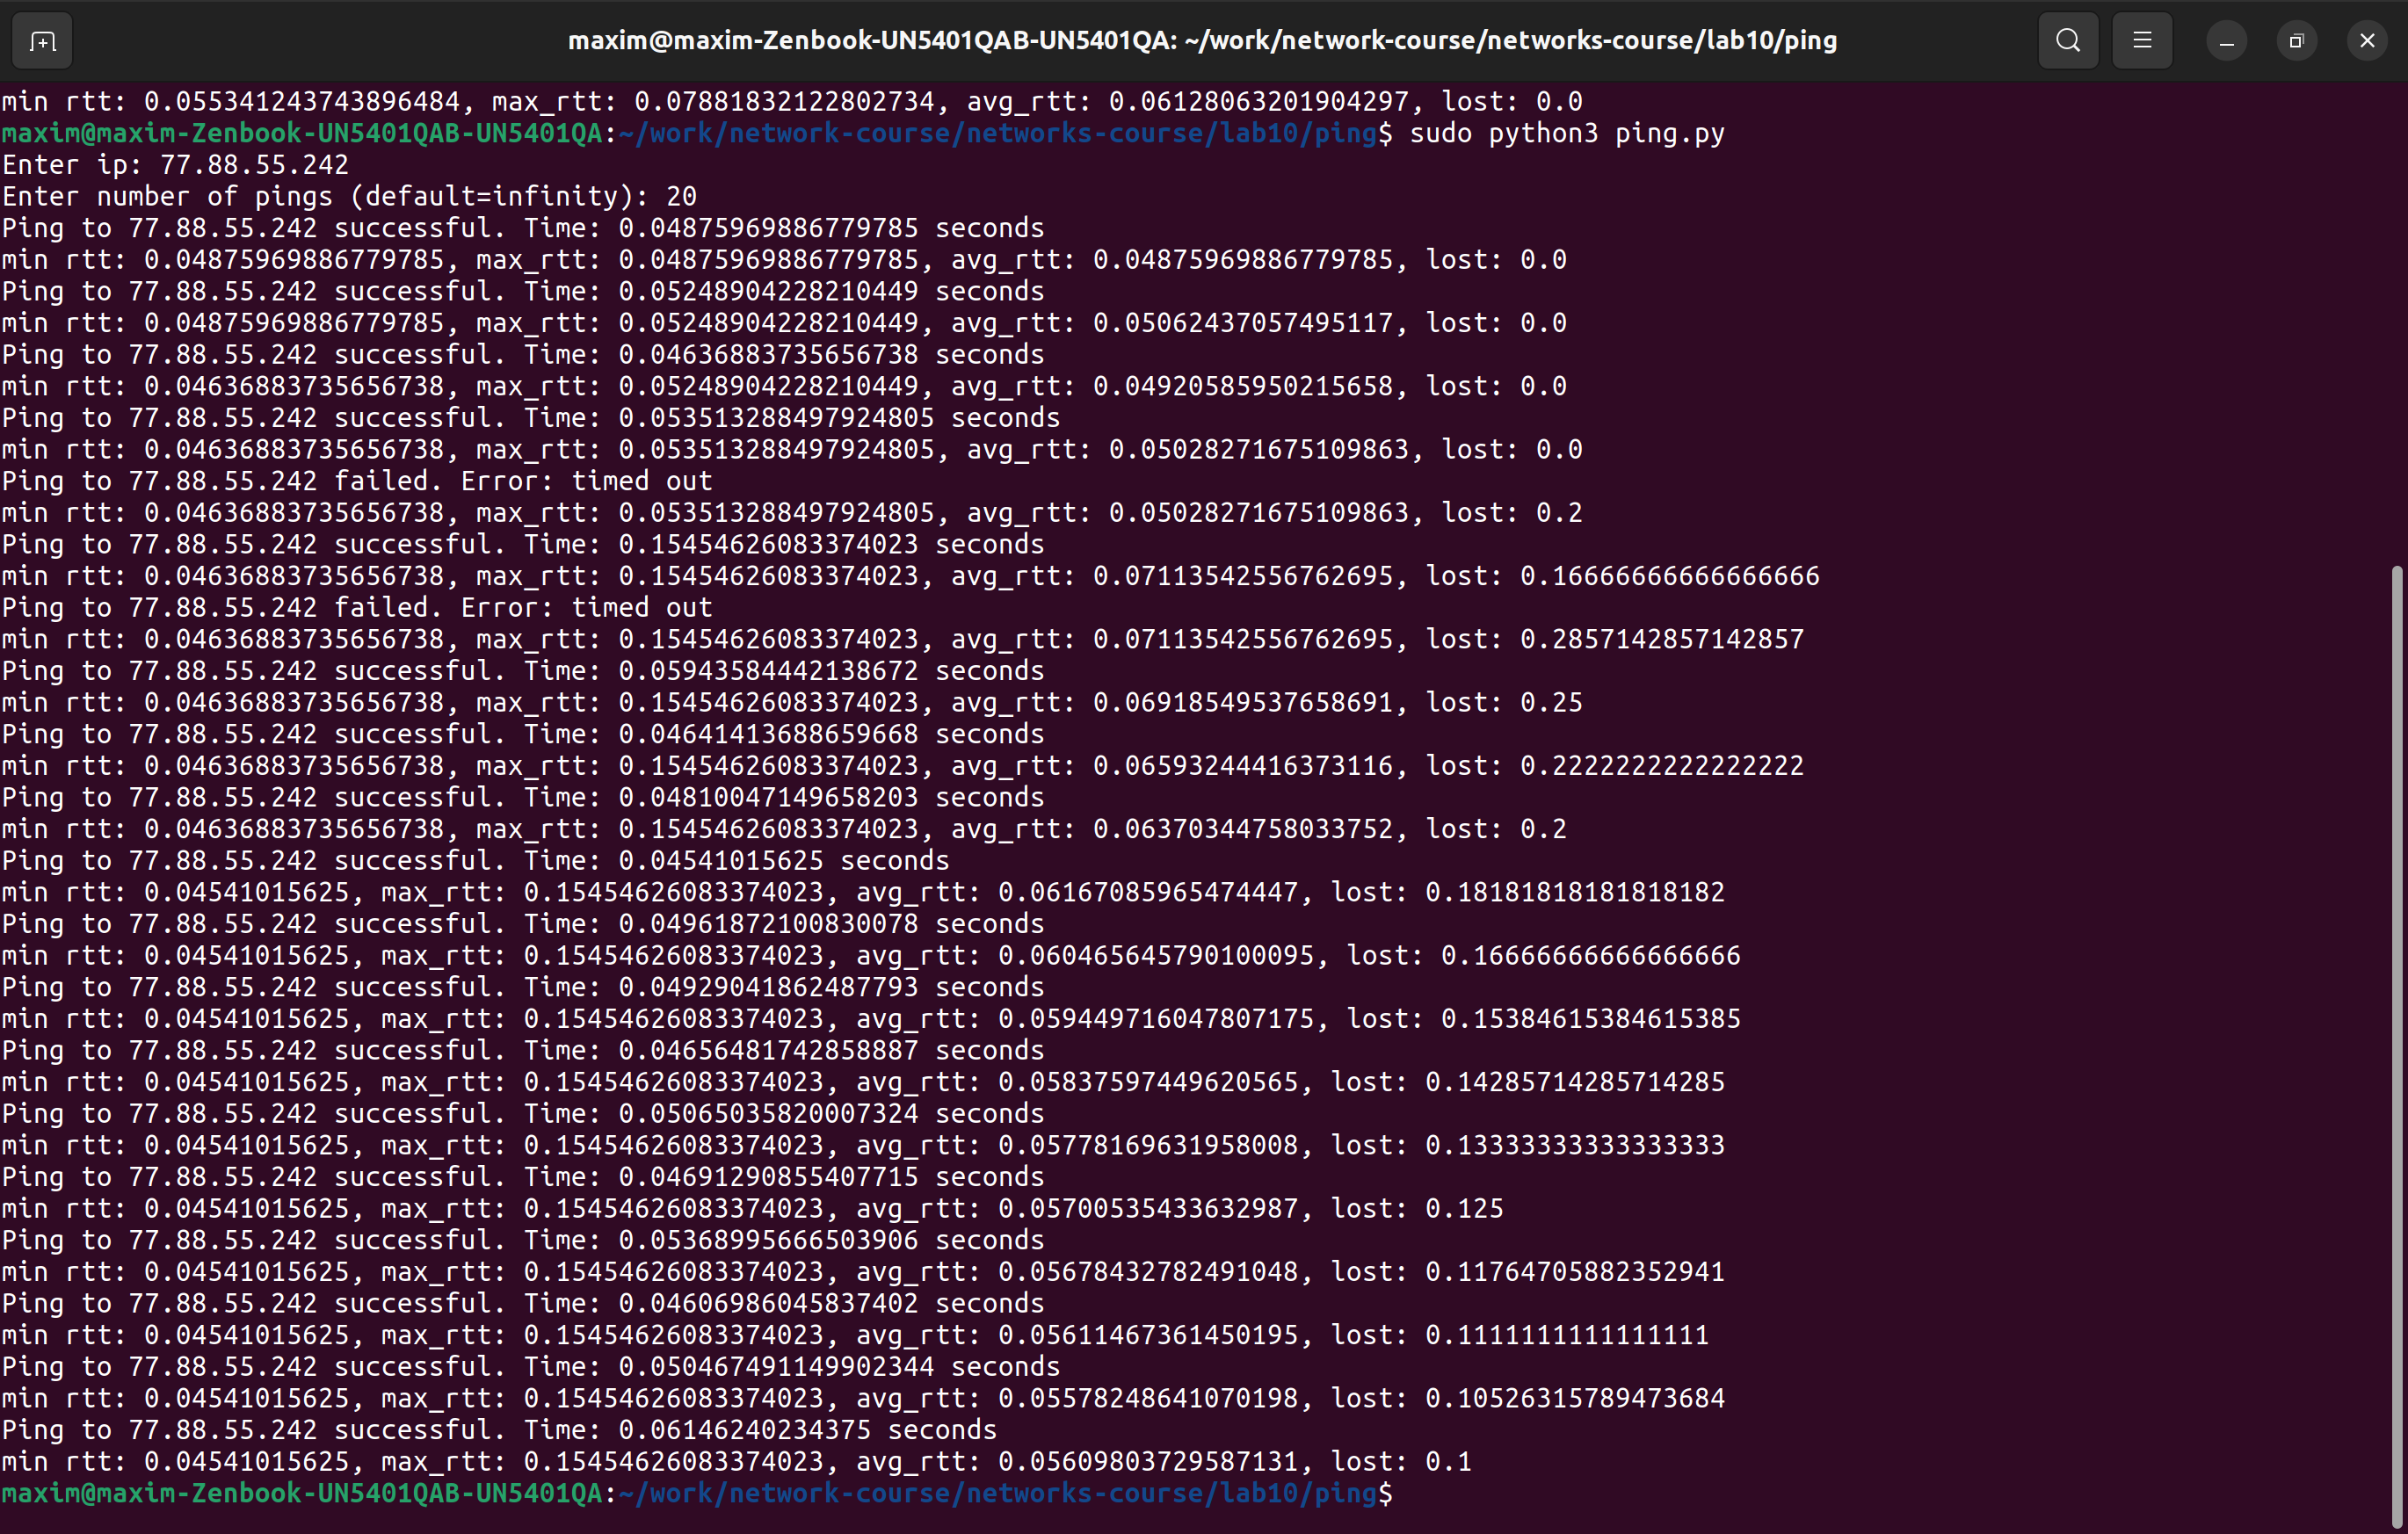 maxim@maxim-Zenbook-UN5401QAB-UN5401QA: ~/work/network-course/networks-course/lab10/ping
min rtt: 0.055341243743896484, max_rtt: 0.07881832122802734, avg_rtt: 0.06128063201904297, lost: 0.0
maxim@maxim-Zenbook-UN5401QAB-UN5401QA:~/work/network-course/networks-course/lab10/ping$ sudo python3 ping.py
Enter ip: 77.88.55.242
Enter number of pings (default=infinity): 20
Ping to 77.88.55.242 successful. Time: 0.04875969886779785 seconds
min rtt: 0.04875969886779785, max_rtt: 0.04875969886779785, avg_rtt: 0.04875969886779785, lost: 0.0
Ping to 77.88.55.242 successful. Time: 0.05248904228210449 seconds
min rtt: 0.04875969886779785, max_rtt: 0.05248904228210449, avg_rtt: 0.05062437057495117, lost: 0.0
Ping to 77.88.55.242 successful. Time: 0.04636883735656738 seconds
min rtt: 0.04636883735656738, max_rtt: 0.05248904228210449, avg_rtt: 0.04920585950215658, lost: 0.0
Ping to 77.88.55.242 successful. Time: 0.053513288497924805 seconds
min rtt: 0.04636883735656738, max_rtt: 0.053513288497924805, avg_rtt: 0.05028271675109863, lost: 0.0
Ping to 77.88.55.242 failed. Error: timed out
min rtt: 0.04636883735656738, max_rtt: 0.053513288497924805, avg_rtt: 0.05028271675109863, lost: 0.2
Ping to 77.88.55.242 successful. Time: 0.15454626083374023 seconds
min rtt: 0.04636883735656738, max_rtt: 0.15454626083374023, avg_rtt: 0.07113542556762695, lost: 0.16666666666666666
Ping to 77.88.55.242 failed. Error: timed out
min rtt: 0.04636883735656738, max_rtt: 0.15454626083374023, avg_rtt: 0.07113542556762695, lost: 0.2857142857142857
Ping to 77.88.55.242 successful. Time: 0.05943584442138672 seconds
min rtt: 0.04636883735656738, max_rtt: 0.15454626083374023, avg_rtt: 0.06918549537658691, lost: 0.25
Ping to 77.88.55.242 successful. Time: 0.04641413688659668 seconds
min rtt: 0.04636883735656738, max_rtt: 0.15454626083374023, avg_rtt: 0.06593244416373116, lost: 0.2222222222222222
Ping to 77.88.55.242 successful. Time: 0.04810047149658203 seconds
min rtt: 0.04636883735656738, max_rtt: 0.15454626083374023, avg_rtt: 0.06370344758033752, lost: 0.2
Ping to 77.88.55.242 successful. Time: 0.04541015625 seconds
min rtt: 0.04541015625, max_rtt: 0.15454626083374023, avg_rtt: 0.06167085965474447, lost: 0.18181818181818182
Ping to 77.88.55.242 successful. Time: 0.04961872100830078 seconds
min rtt: 0.04541015625, max_rtt: 0.15454626083374023, avg_rtt: 0.060465645790100095, lost: 0.16666666666666666
Ping to 77.88.55.242 successful. Time: 0.04929041862487793 seconds
min rtt: 0.04541015625, max_rtt: 0.15454626083374023, avg_rtt: 0.059449716047807175, lost: 0.15384615384615385
Ping to 77.88.55.242 successful. Time: 0.04656481742858887 seconds
min rtt: 0.04541015625, max_rtt: 0.15454626083374023, avg_rtt: 0.05837597449620565, lost: 0.14285714285714285
Ping to 77.88.55.242 successful. Time: 0.05065035820007324 seconds
min rtt: 0.04541015625, max_rtt: 0.15454626083374023, avg_rtt: 0.05778169631958008, lost: 0.13333333333333333
Ping to 77.88.55.242 successful. Time: 0.04691290855407715 seconds
min rtt: 0.04541015625, max_rtt: 0.15454626083374023, avg_rtt: 0.05700535433632987, lost: 0.125
Ping to 77.88.55.242 successful. Time: 0.05368995666503906 seconds
min rtt: 0.04541015625, max_rtt: 0.15454626083374023, avg_rtt: 0.05678432782491048, lost: 0.11764705882352941
Ping to 77.88.55.242 successful. Time: 0.04606986045837402 seconds
min rtt: 0.04541015625, max_rtt: 0.15454626083374023, avg_rtt: 0.05611467361450195, lost: 0.1111111111111111
Ping to 77.88.55.242 successful. Time: 0.050467491149902344 seconds
min rtt: 0.04541015625, max_rtt: 0.15454626083374023, avg_rtt: 0.05578248641070198, lost: 0.10526315789473684
Ping to 77.88.55.242 successful. Time: 0.06146240234375 seconds
min rtt: 0.04541015625, max_rtt: 0.15454626083374023, avg_rtt: 0.05609803729587131, lost: 0.1
maxim@maxim-Zenbook-UN5401QAB-UN5401QA:~/work/network-course/networks-course/lab10/ping$